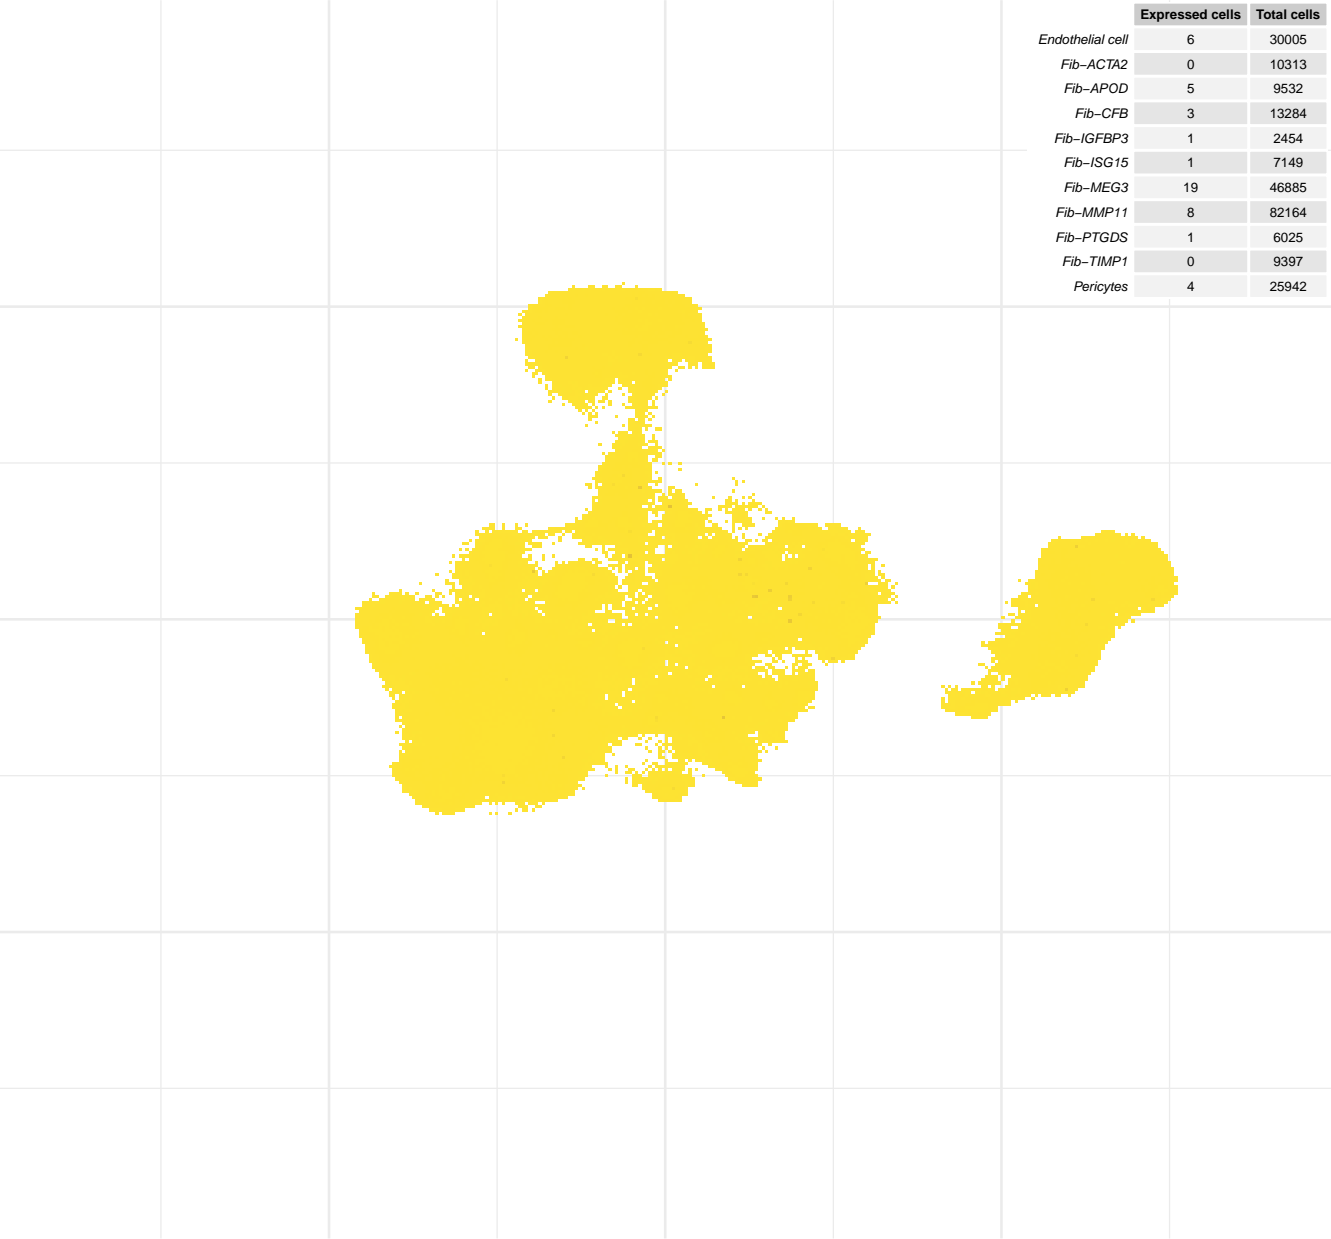 Expressed cells Total cells
Endothelial cell 6 30005
Fib−ACTA2 0 10313
Fib−APOD 5 9532
Fib−CFB 3 13284
Fib−IGFBP3 1 2454
Fib−ISG15 1 7149
Fib−MEG3 19 46885
Fib−MMP11 8 82164
Fib−PTGDS 1 6025
Fib−TIMP1 0 9397
Pericytes 4 25942